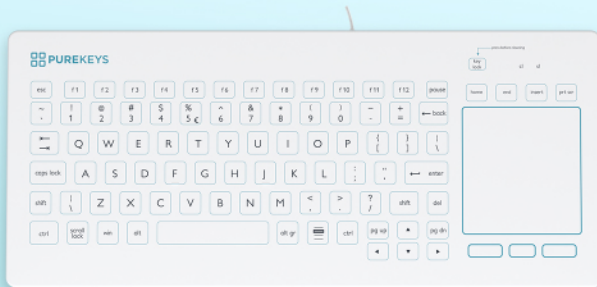 PUREKEYS
key lock
esc f1 f2 f3 f4 f5 f6 f7 f8 f9 f10 f11 f12 pause
home end insert prt scr
~ ! @ # $ % ^ & * ( ) - +
1 2 3 4 5 € 6 7 8 9 0 - = ← back
Q W E R T Y U I O P { } |
[ ] \
caps lock A S D F G H J K L : " ← enter
; '
shift | Z X C V B N M < > ? shift del
\ , . /
ctrl scroll lock win alt alt gr ctrl pg up ▲ pg dn
◄ ▼ ►